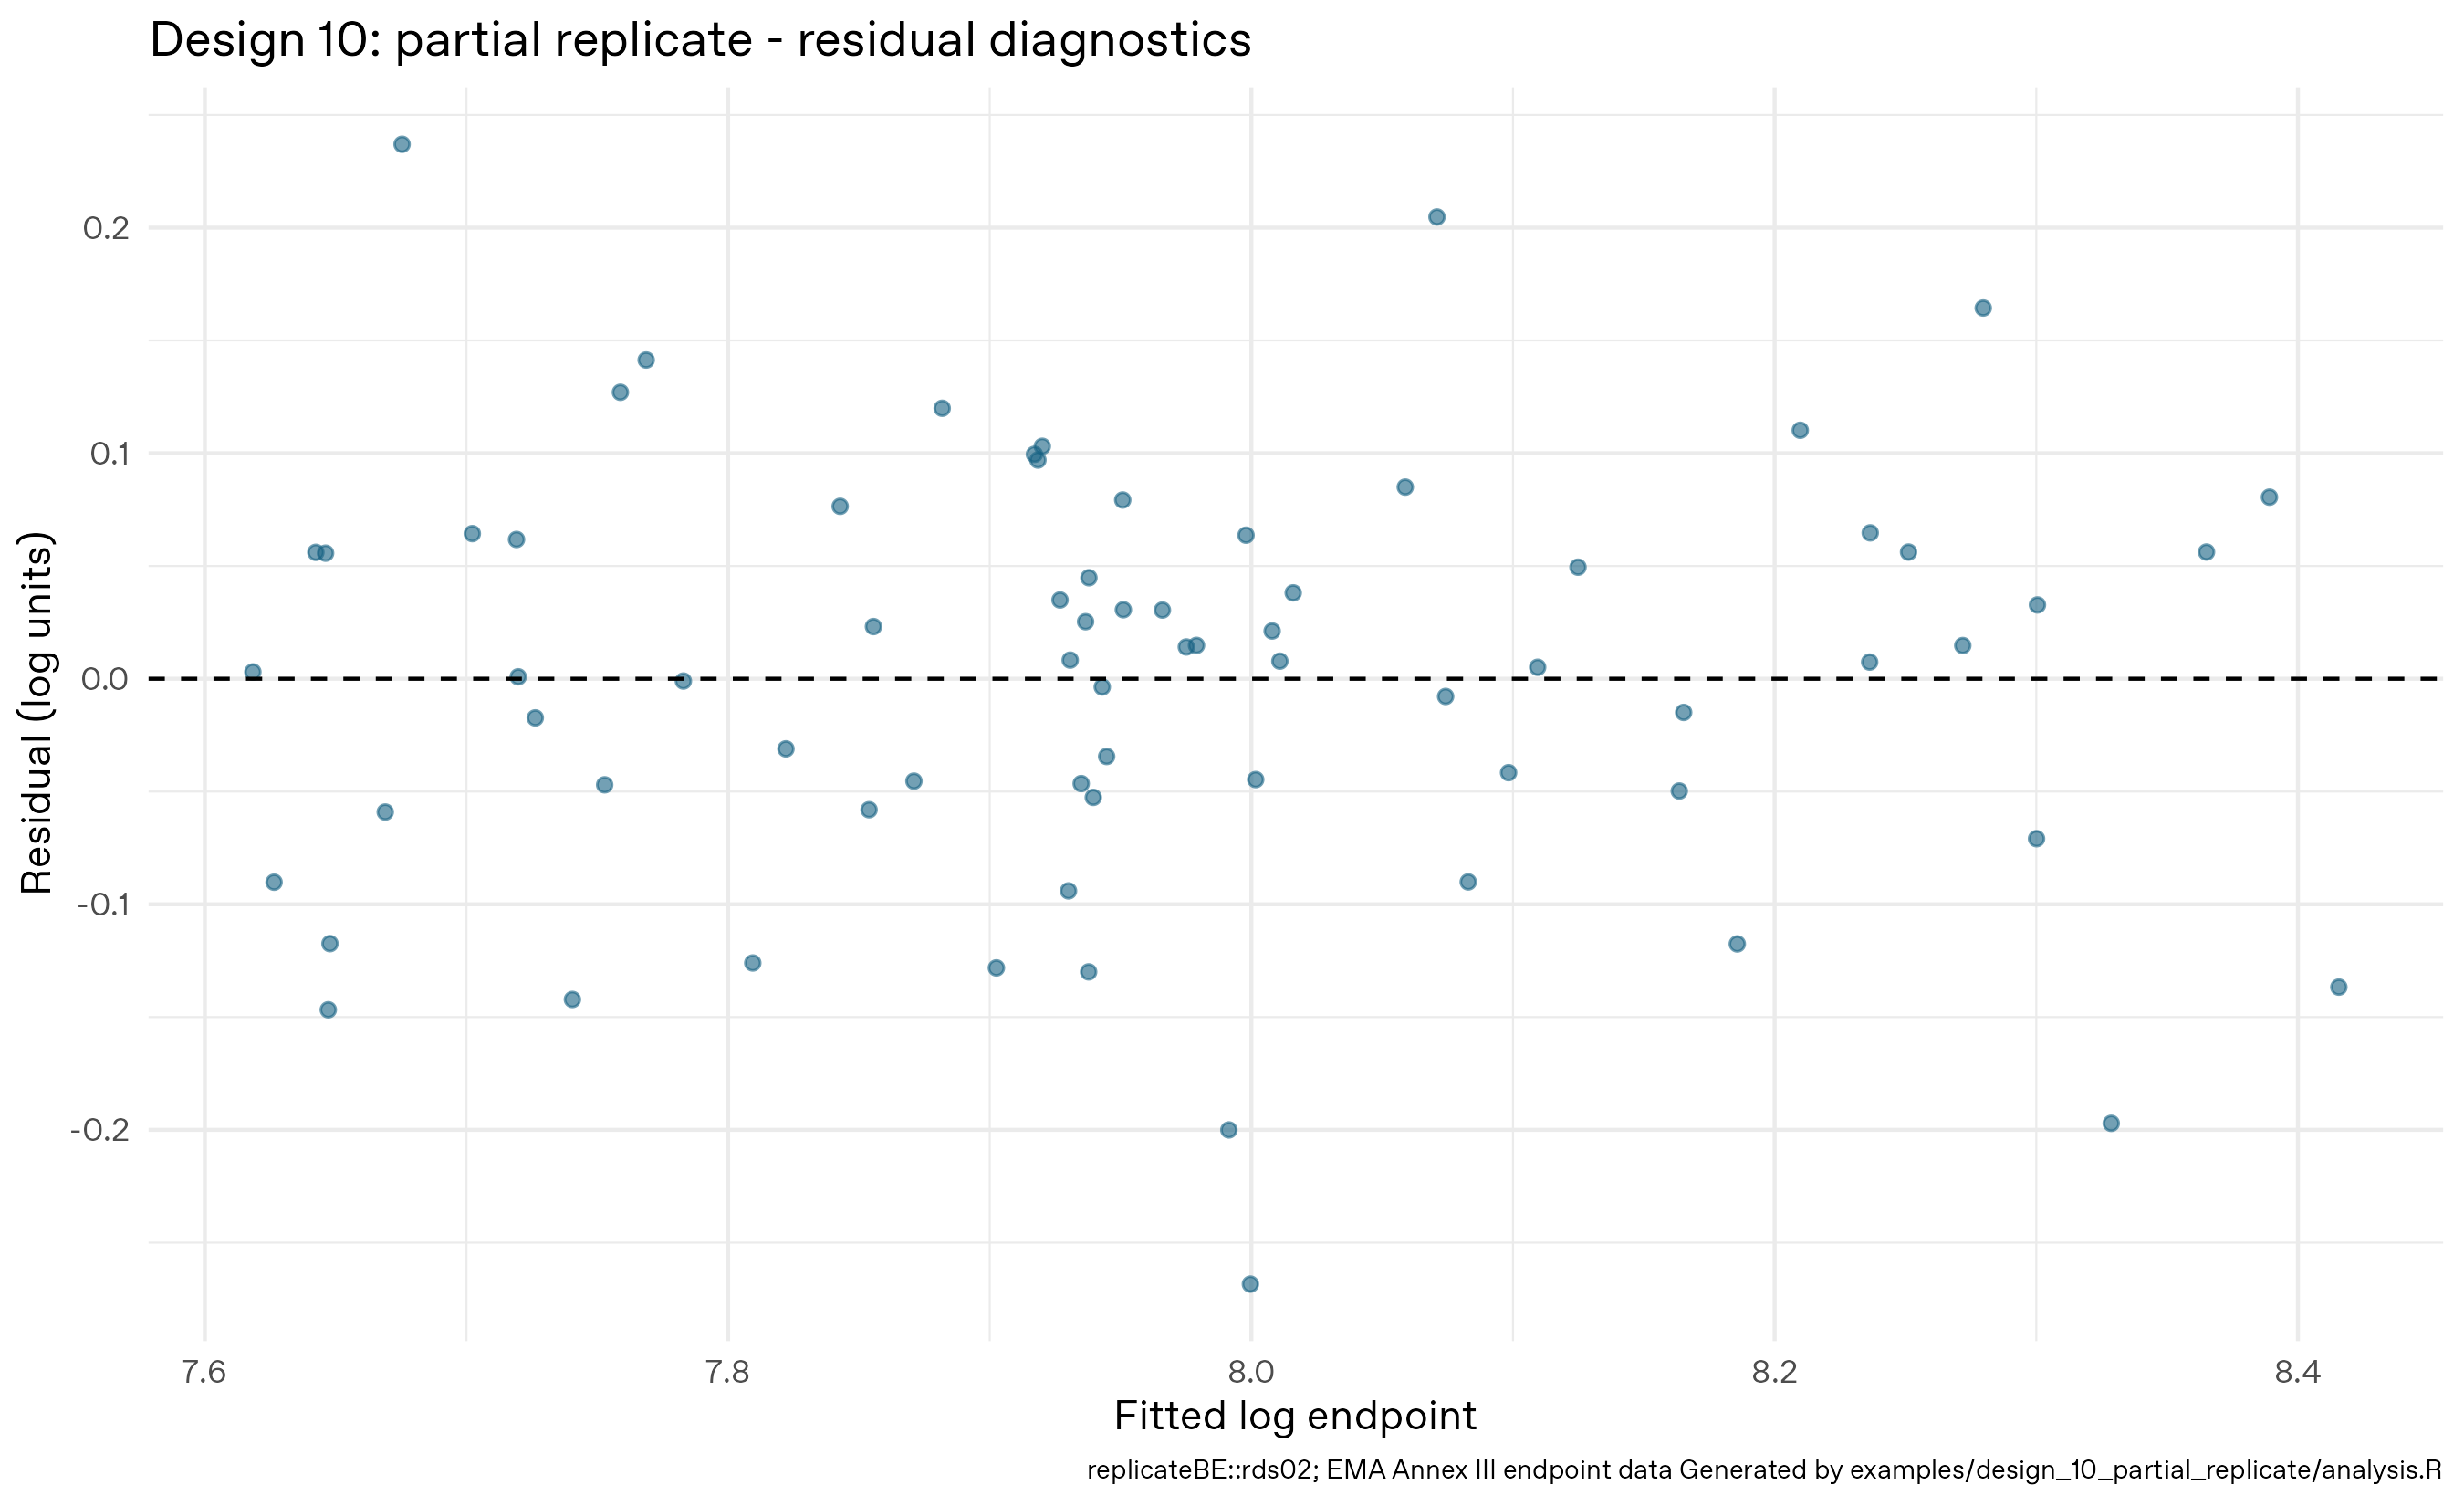 Design 10: partial replicate - residual diagnostics
Residual (log units)
0.2
0.1
0.0
-0.1
-0.2
7.6 7.8 8.0 8.2 8.4
Fitted log endpoint
replicateBE::rds02; EMA Annex III endpoint data Generated by examples/design_10_partial_replicate/analysis.R